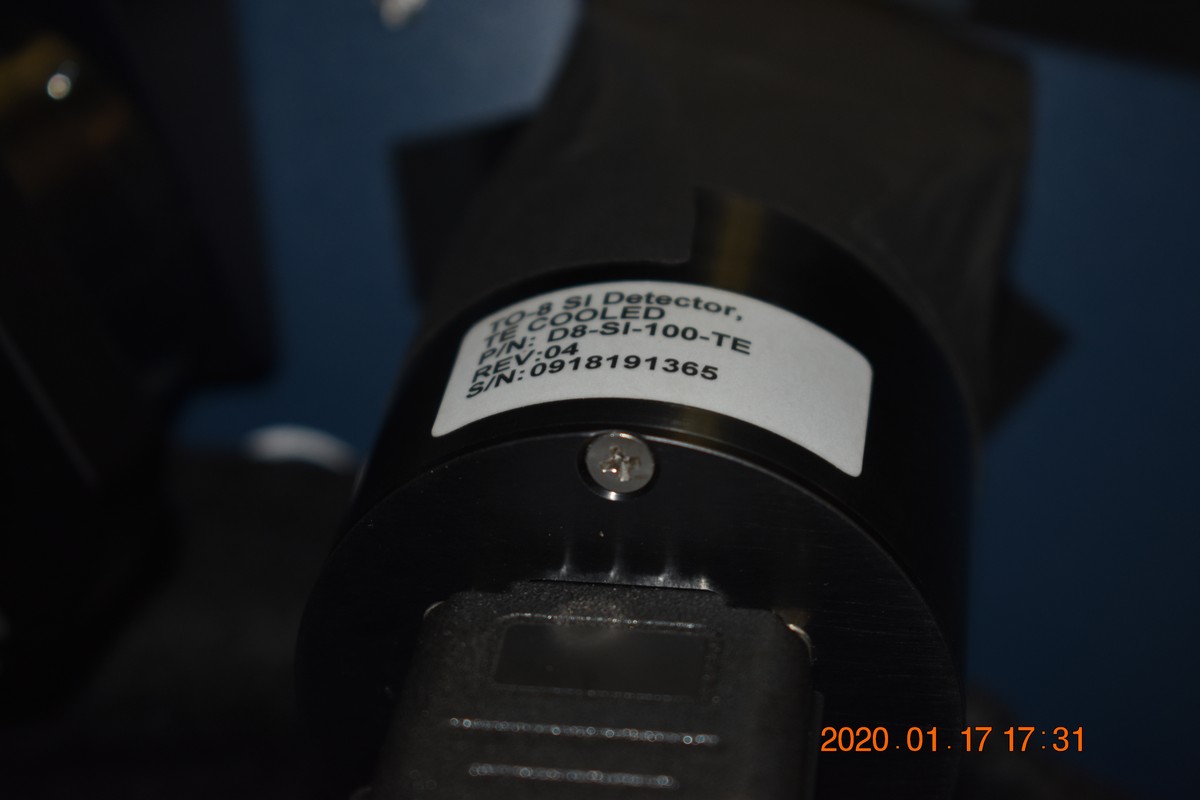 TO-8 SI Detector,
TE COOLED
P/N: D8-SI-100-TE
REV:04
S/N: 0918191365
2020.01.17 17:31